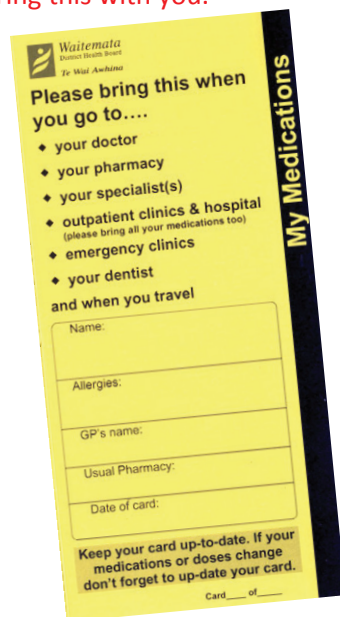 ring this with you.
Waitemata
District Health Board
Te Wai Awhina
Please bring this when
you go to....
◆ your doctor
◆ your pharmacy
◆ your specialist(s)
◆ outpatient clinics & hospital
(please bring all your medications too)
◆ emergency clinics
◆ your dentist
and when you travel
Name:
Allergies:
GP's name:
Usual Pharmacy:
Date of card:
Keep your card up-to-date. If your
medications or doses change
don't forget to up-date your card.
Card____ of_____
My Medications